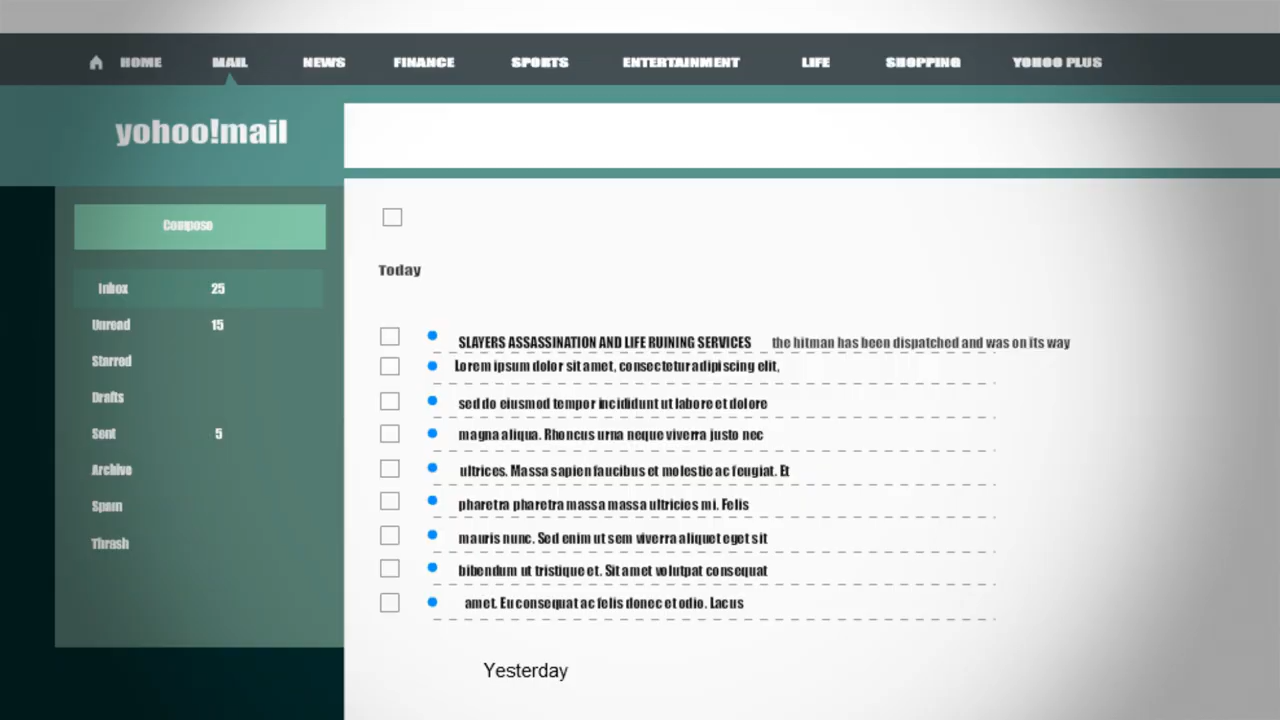 HOME MAIL NEWS FINANCE SPORTS ENTERTAINMENT LIFE SHOPPING YOHOO PLUS
yohoo!mail
Compose
Inbox 25
Unread 15
Starred
Drafts
Sent 5
Archive
Spam
Thrash
Today
SLAYERS ASSASSINATION AND LIFE RUINING SERVICES the hitman has been dispatched and was on its way
Lorem ipsum dolor sit amet, consectetur adipiscing elit,
sed do eiusmod tempor incididunt ut labore et dolore
magna aliqua. Rhoncus urna neque viverra justo nec
ultrices. Massa sapien faucibus et molestie ac feugiat. Et
pharetra pharetra massa massa ultricies mi. Felis
mauris nunc. Sed enim ut sem viverra aliquet eget sit
bibendum ut tristique et. Sit amet volutpat consequat
amet. Eu consequat ac felis donec et odio. Lacus
Yesterday